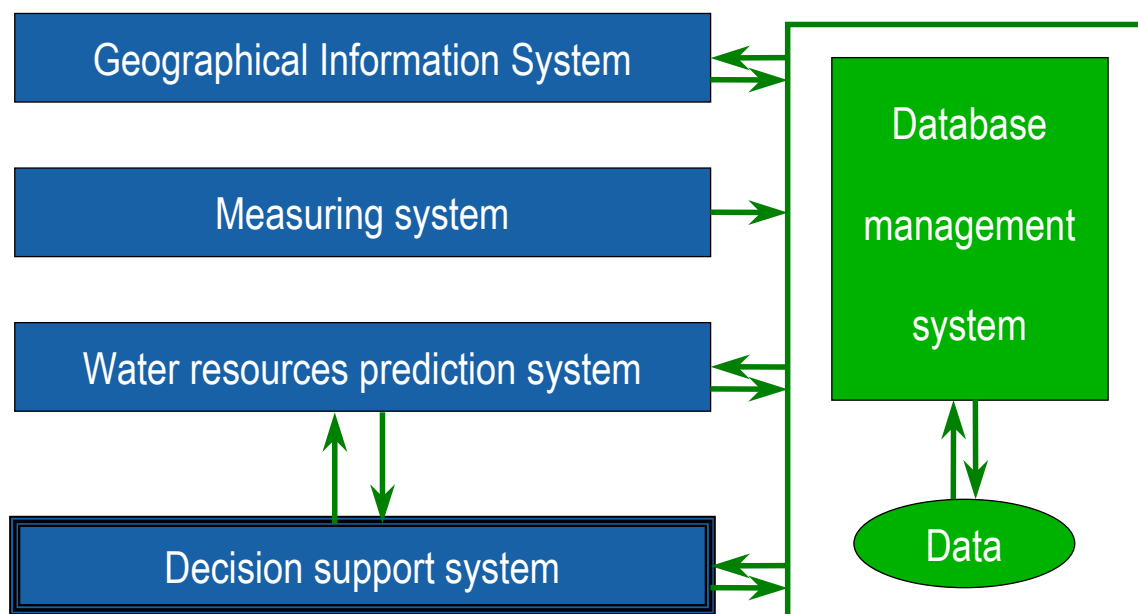 Geographical Information System
Measuring system
Water resources prediction system
Decision support system
Database
management
system
Data